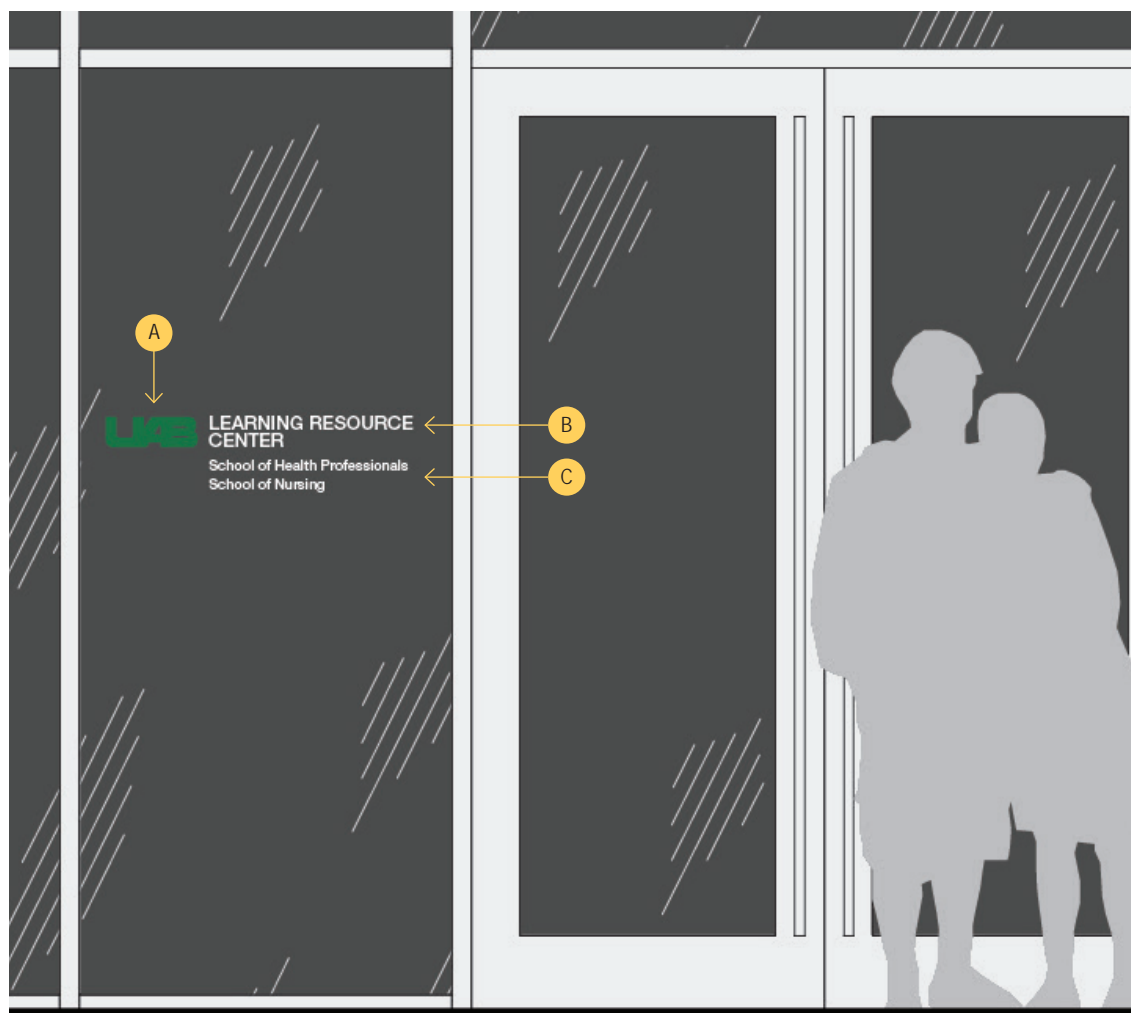 A
UAB LEARNING RESOURCE
CENTER
B
School of Health Professionals
C
School of Nursing